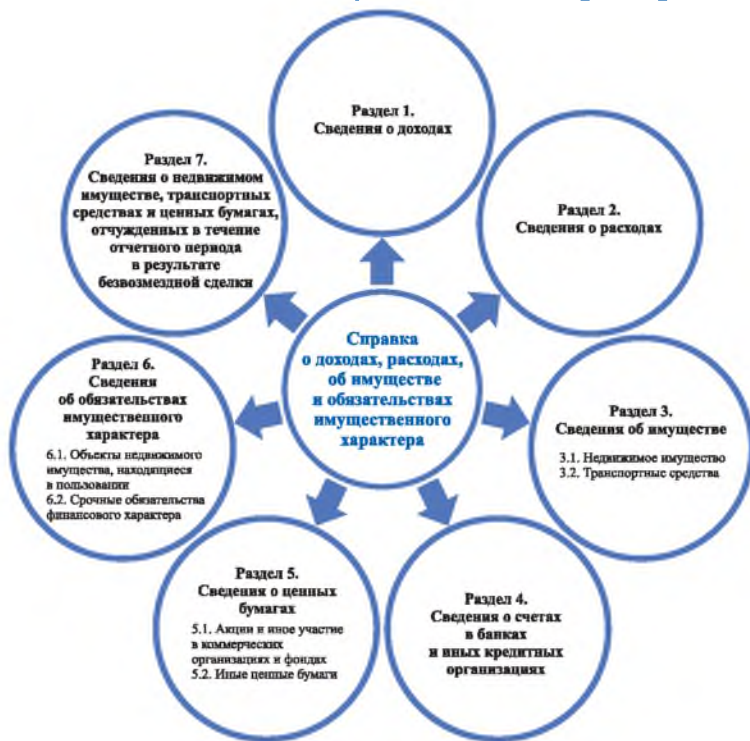 Раздел 1.
Сведения о доходах
Раздел 2.
Сведения о расходах
Раздел 3.
Сведения об имуществе
3.1. Недвижимое имущество
3.2. Транспортные средства
Раздел 4.
Сведения о счетах
в банках
и иных кредитных
организациях
Раздел 5.
Сведения о ценных
бумагах
5.1. Акции и иное участие
в коммерческих
организациях и фондах
5.2. Иные ценные бумаги
Раздел 6.
Сведения
об обязательствах
имущественного
характера
6.1. Объекты недвижимого
имущества, находящиеся
в пользовании
6.2. Срочные обязательства
финансового характера
Раздел 7.
Сведения о недвижимом
имуществе, транспортных
средствах и ценных бумагах,
отчужденных в течение
отчетного периода
в результате
безвозмездной сделки
Справка
о доходах, расходах,
об имуществе
и обязательствах
имущественного
характера